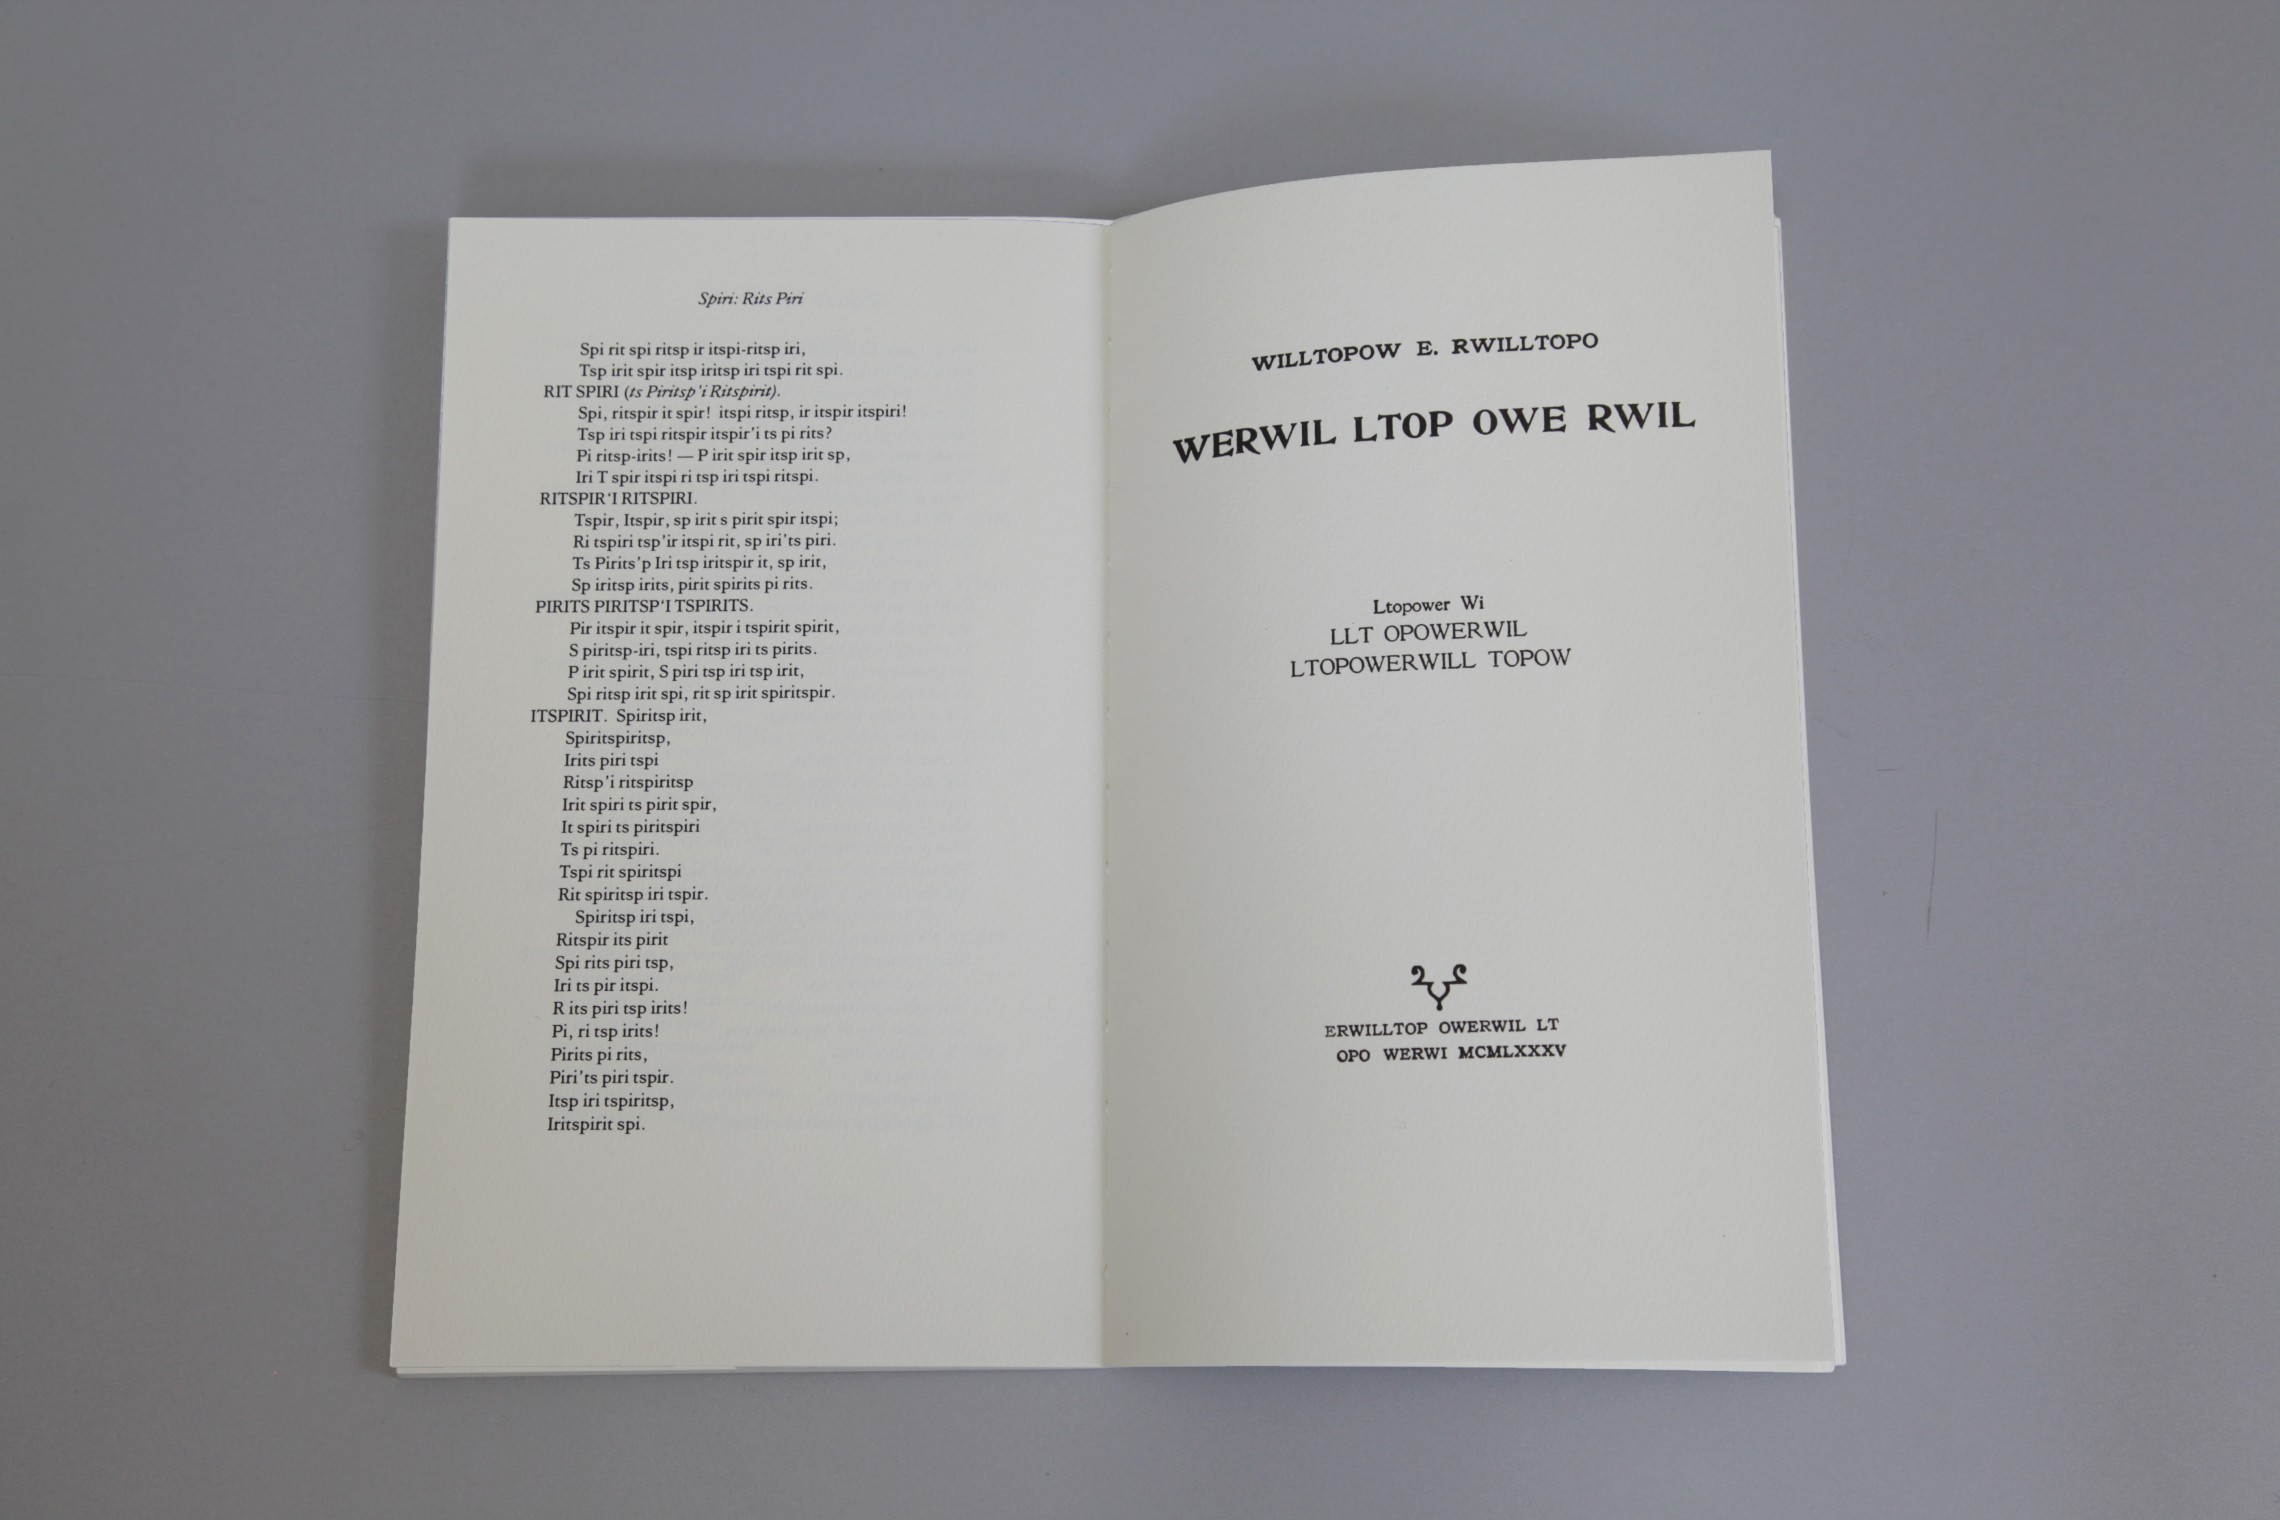 Spiri: Rits Piri
Spi rit spi ritsp ir itspi-ritsp iri,
Tsp irit spir itsp iritsp iri tspi rit spi.
RIT SPIRI (ts Piritsp’i Ritspirit).
Spi, ritspir it spir! itspi ritsp, ir itspir itspiri!
Tsp iri tspi ritspir itspir’i ts pi rits?
Pi ritsp-irits! — P irit spir itsp irit sp,
Iri T spir itspi ri tsp iri tspi ritspi.
RITSPIR‘I RITSPIRI.
Tspir, Itspir, sp irit s pirit spir itspi;
Ri tspiri tsp’ir itspi rit, sp iri’ts piri.
Ts Pirits’p Iri tsp iritspir it, sp irit,
Sp iritsp irits, pirit spirits pi rits.
PIRITS PIRITSP‘I TSPIRITS.
Pir itspir it spir, itspir i tspirit spirit,
S piritsp-iri, tspi ritsp iri ts pirits.
P irit spirit, S piri tsp iri tsp irit,
Spi ritsp irit spi, rit sp irit spiritspir.
ITSPIRIT. Spiritsp irit,
Spiritspiritsp,
Irits piri tspi
Ritsp’i ritspiritsp
Irit spiri ts pirit spir,
It spiri ts piritspiri
Ts pi ritspiri.
Tspi rit spiritspi
Rit spiritsp iri tspir.
Spiritsp iri tspi,
Ritspir its pirit
Spi rits piri tsp,
Iri ts pir itspi.
R its piri tsp irits!
Pi, ri tsp irits!
Pirits pi rits,
Piri’ts piri tspir.
Itsp iri tspiritsp,
Iritspirit spi.
WILLTOPOW E. RWILLTOPO
WERWIL LTOP OWE RWIL
Ltopower Wi
LLT OPOWERWIL
LTOPOWERWILL TOPOW
ERWILLTOP OWERWIL LT
OPO WERWI MCMLXXXV